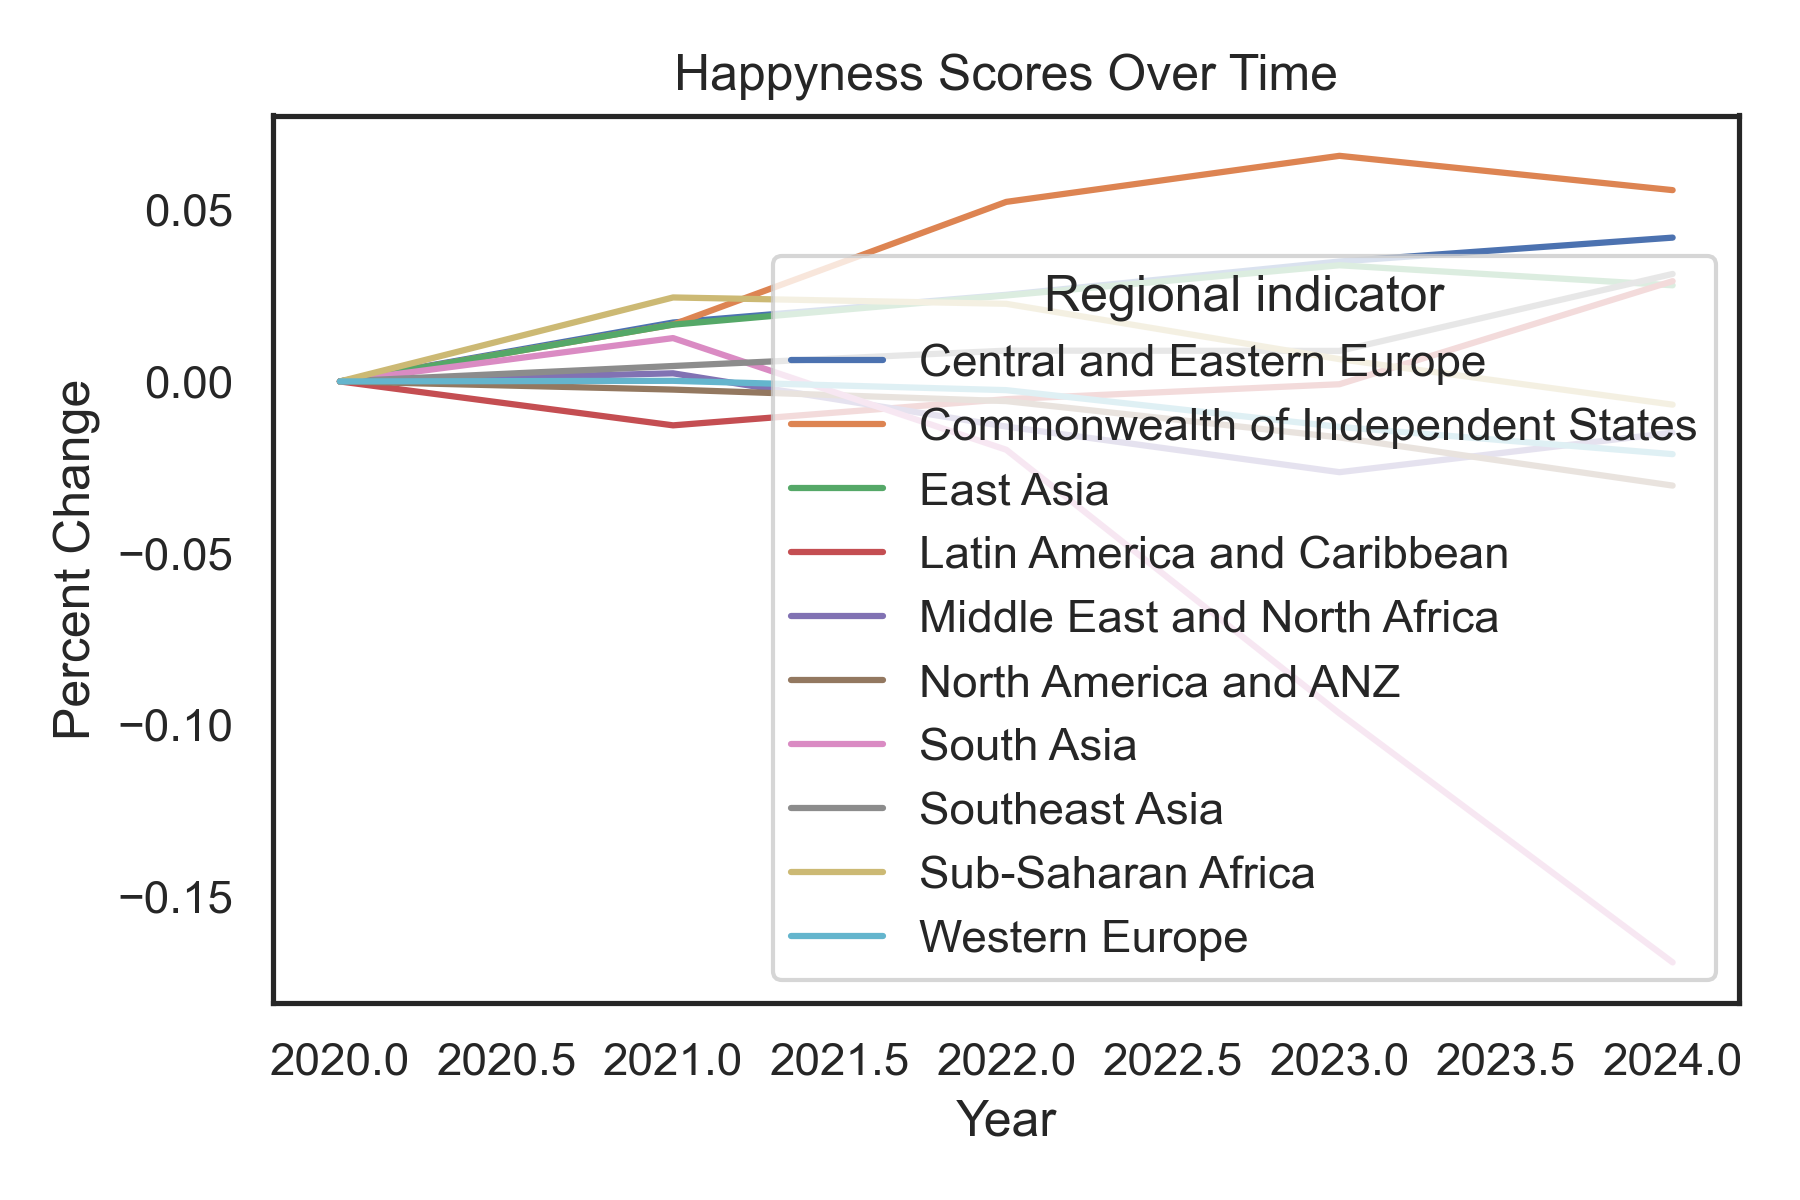 Happyness Scores Over Time
Percent Change
0.05
0.00
−0.05
−0.10
−0.15
Regional indicator
Central and Eastern Europe
Commonwealth of Independent States
East Asia
Latin America and Caribbean
Middle East and North Africa
North America and ANZ
South Asia
Southeast Asia
Sub-Saharan Africa
Western Europe
2020.0 2020.5 2021.0 2021.5 2022.0 2022.5 2023.0 2023.5 2024.0
Year